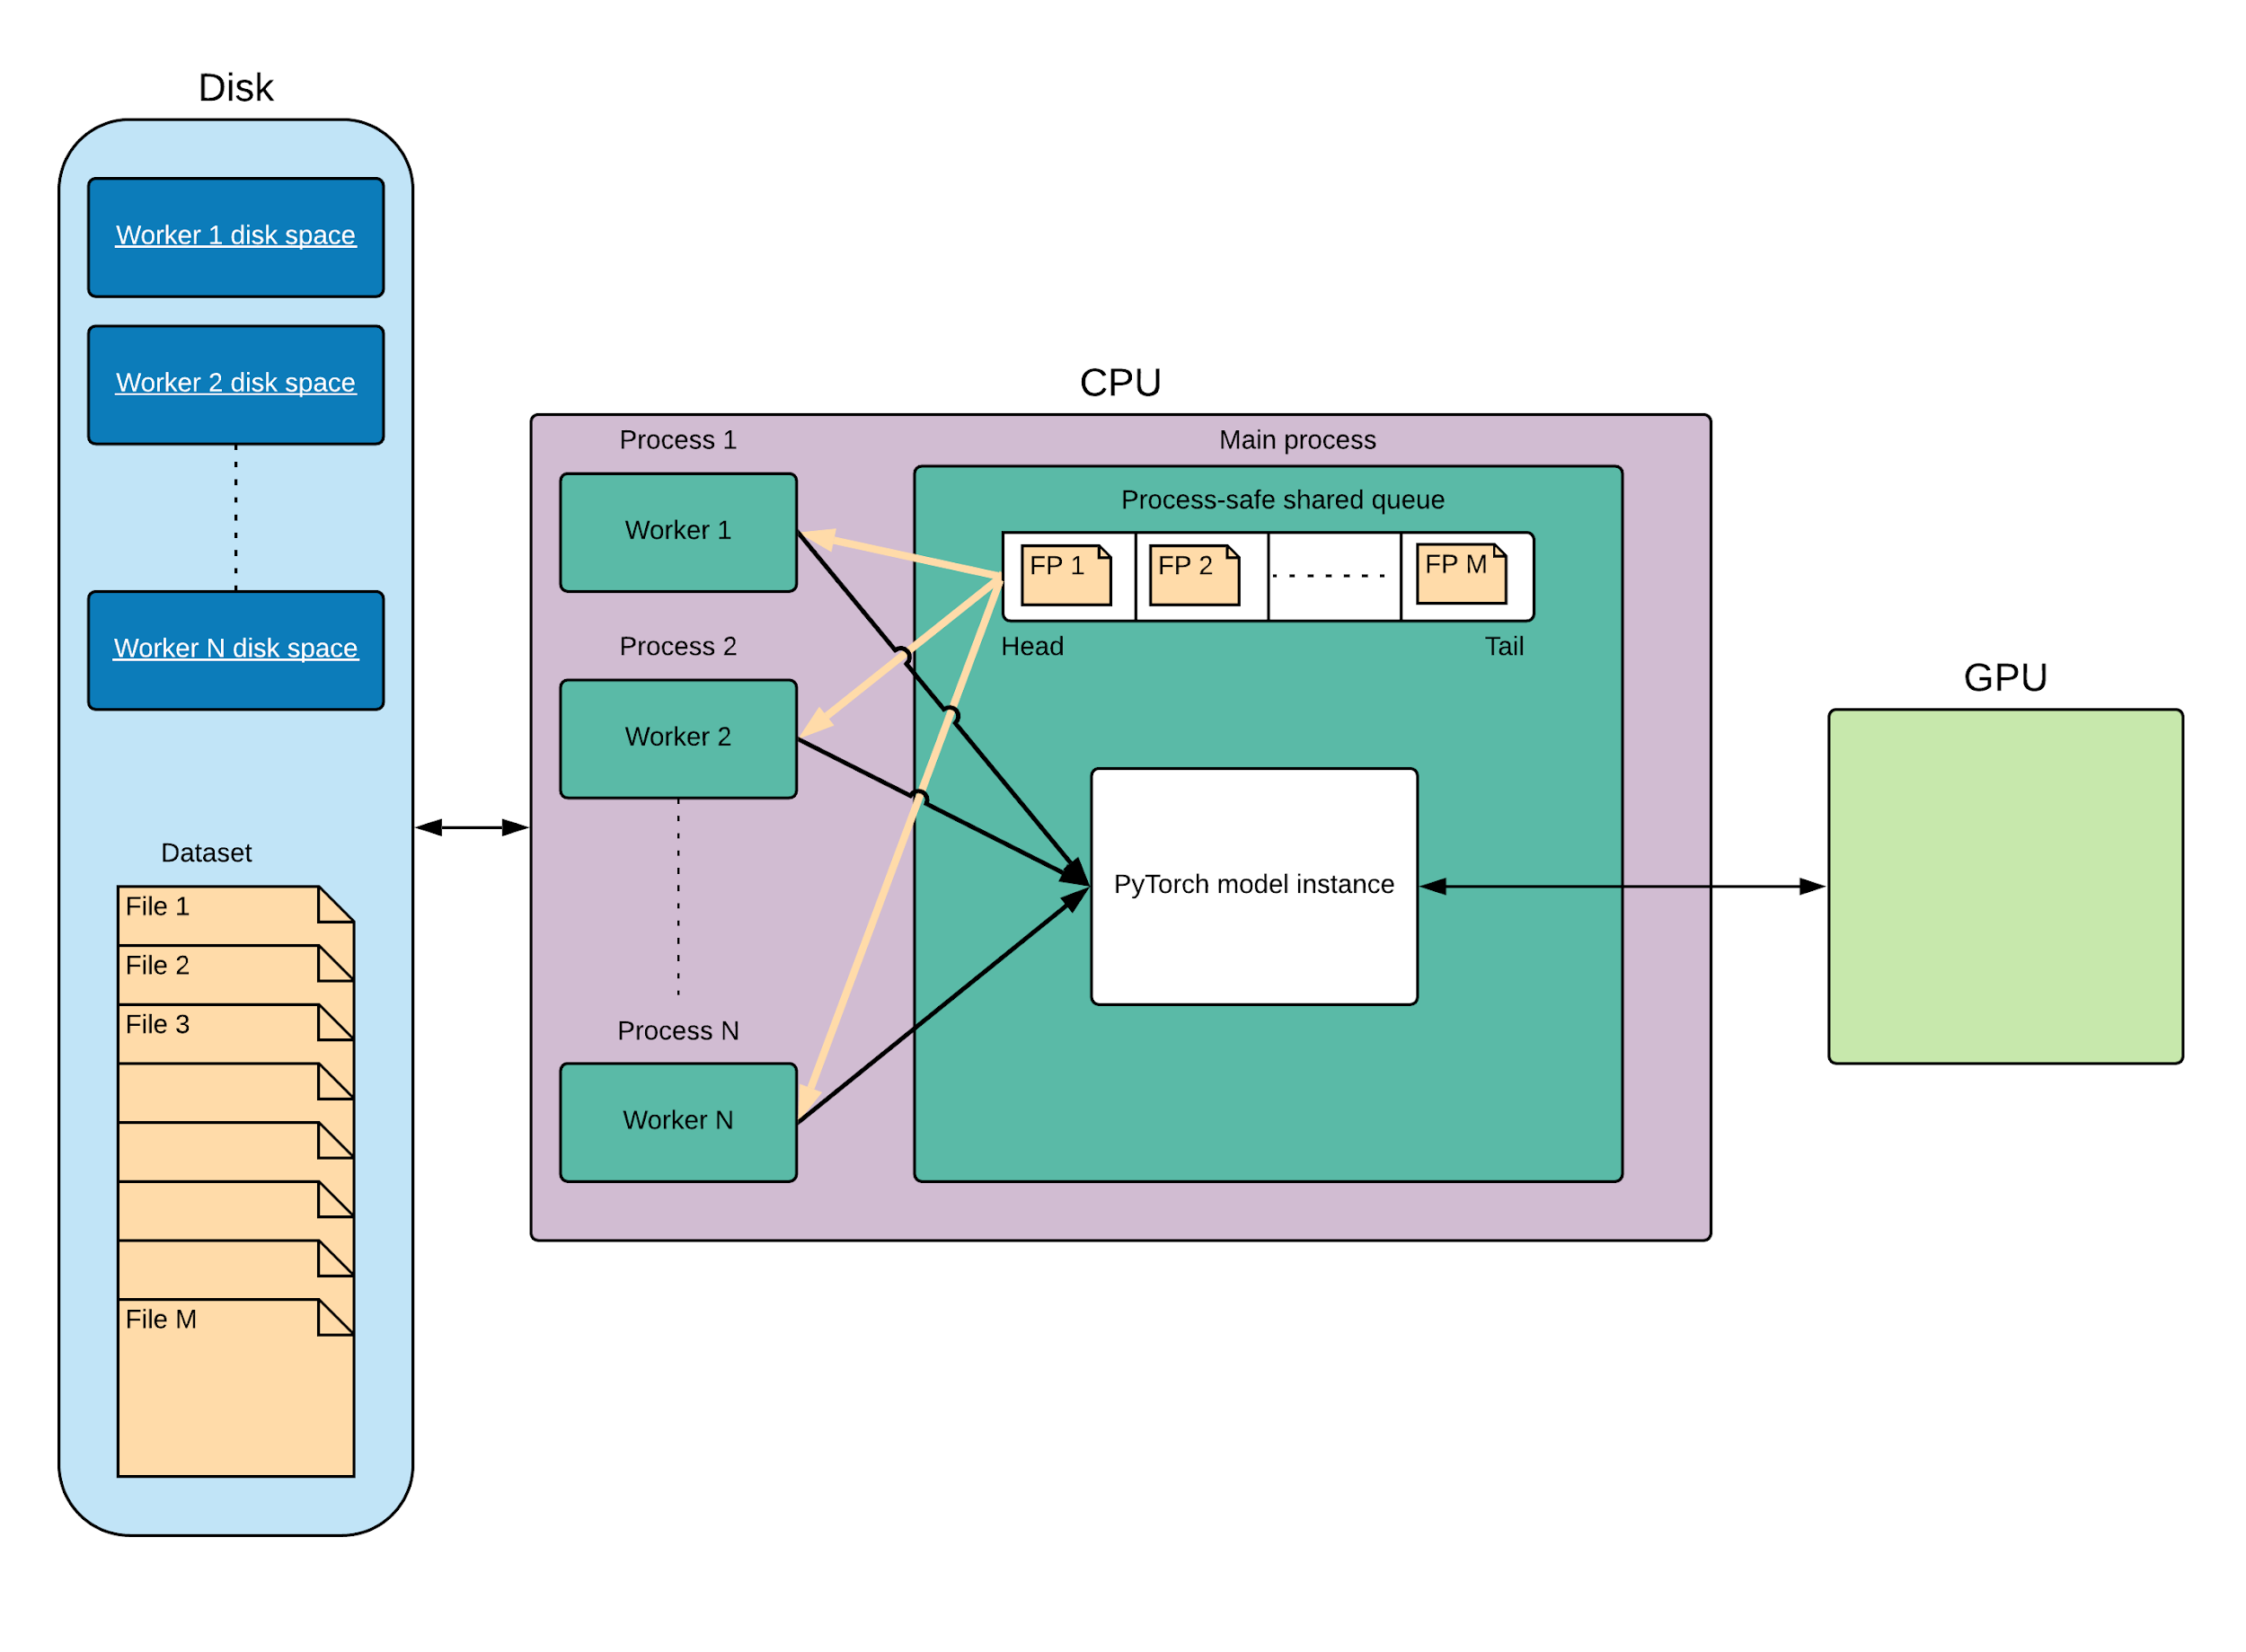 Disk
Worker 1 disk space
Worker 2 disk space
Worker N disk space
Dataset
File 1
File 2
File 3
File M
CPU
Process 1
Worker 1
Process 2
Worker 2
Process N
Worker N
Main process
Process-safe shared queue
FP 1
FP 2
FP M
Head
Tail
PyTorch model instance
GPU